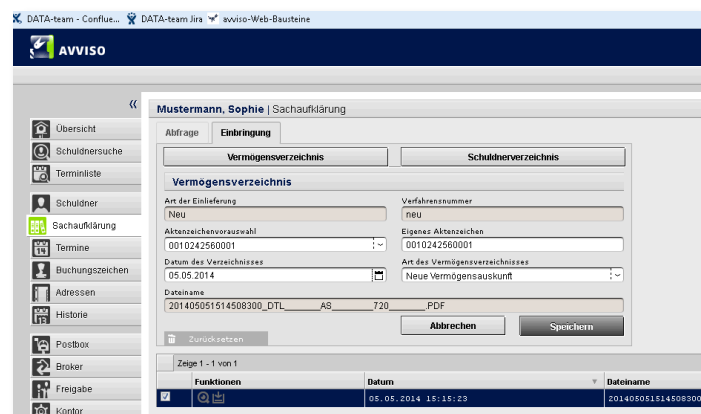 DATA-team - Conflue... DATA-team Jira avviso-Web-Bausteine
AVVISO
«
Mustermann, Sophie | Sachaufklärung
Übersicht
Schuldnersuche
Terminliste
Schuldner
Sachaufklärung
Termine
Buchungszeichen
Adressen
Historie
Postbox
Broker
Freigabe
Kontor
Abfrage Einbringung
Vermögensverzeichnis Schuldnerverzeichnis
Vermögensverzeichnis
Art der Einlieferung Verfahrensnummer
Neu neu
Aktenzeichenvorauswahl Eigenes Aktenzeichen
0010242560001 0010242560001
Datum des Verzeichnisses Art des Vermögensverzeichnisses
05.05.2014 Neue Vermögensauskunft
Dateiname
201405051514508300_DTL______AS______720______.PDF
Abbrechen Speichern
Zurücksetzen
Zeige 1 - 1 von 1
Funktionen Datum Dateiname
05.05.2014 15:15:23 201405051514508300